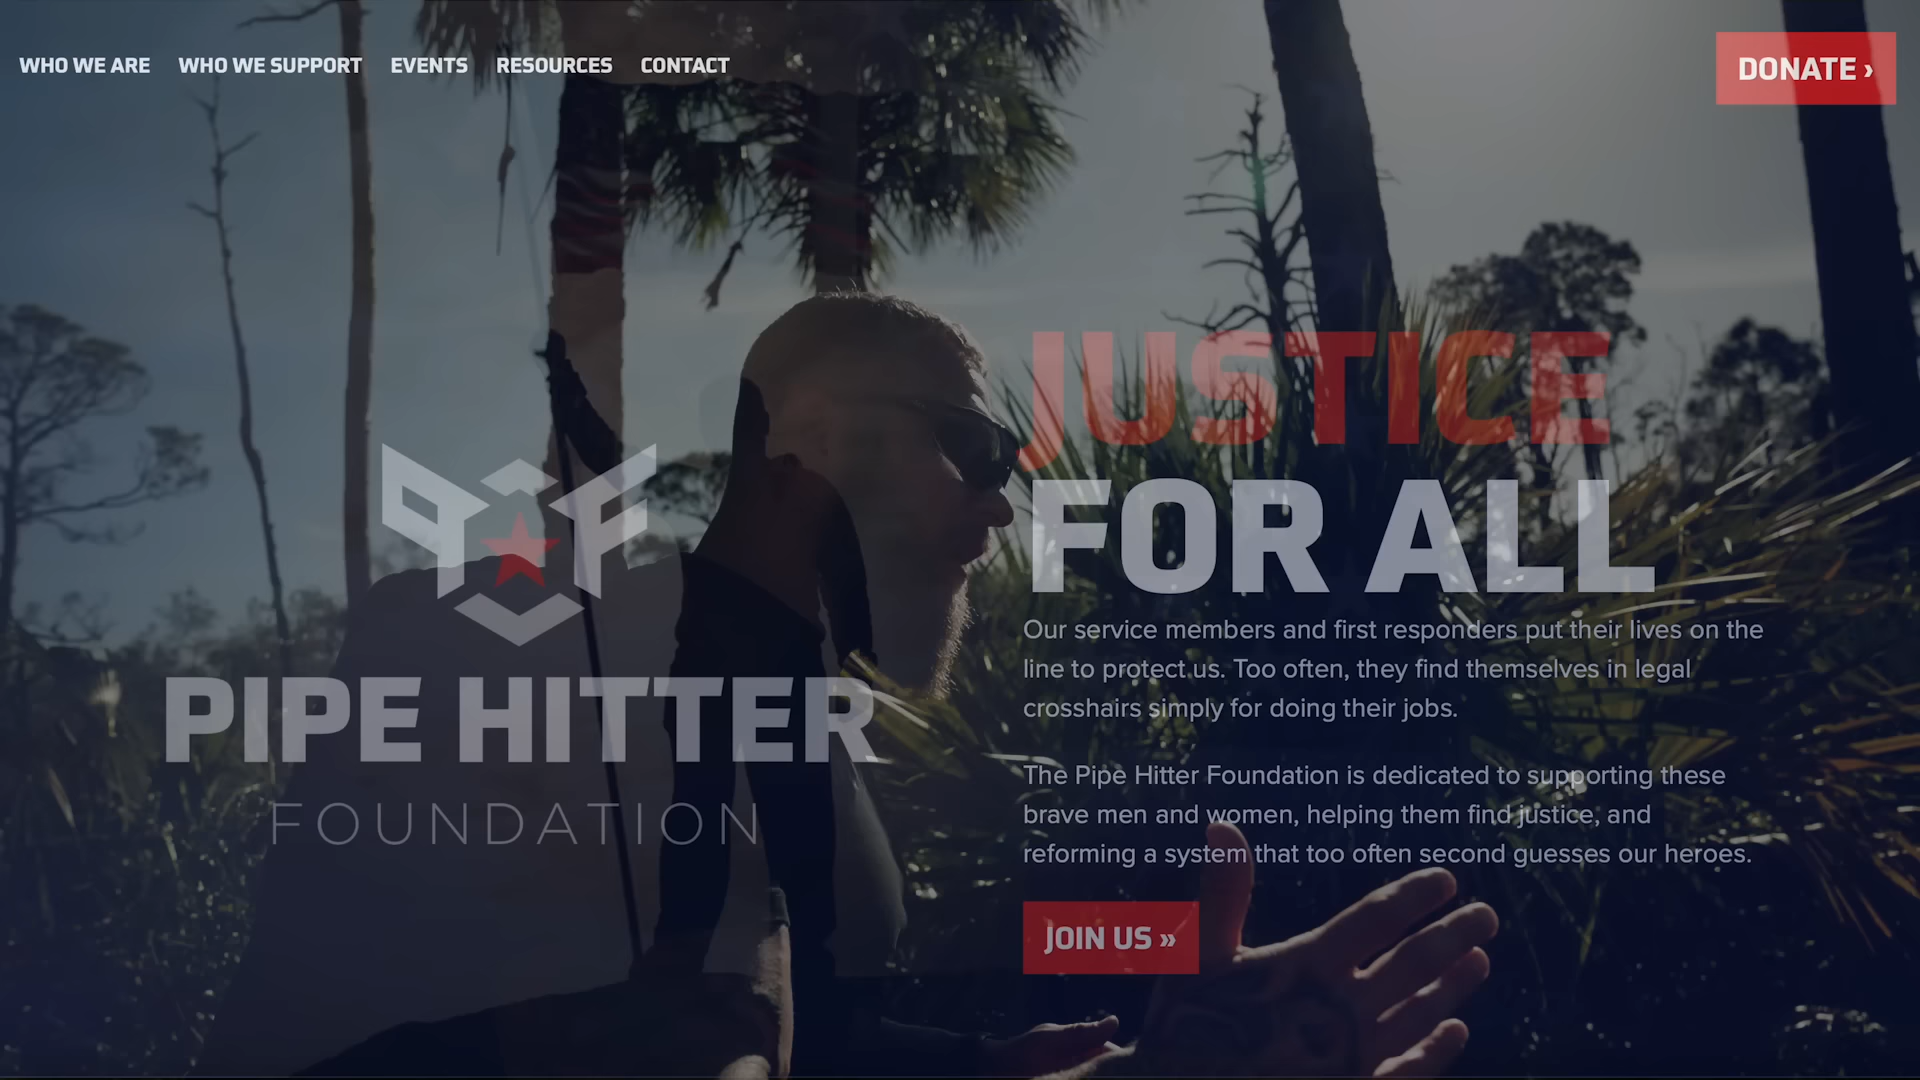 WHO WE ARE WHO WE SUPPORT EVENTS RESOURCES CONTACT
DONATE ›
JUSTICE
FOR ALL
Our service members and first responders put their lives on the
line to protect us. Too often, they find themselves in legal
crosshairs simply for doing their jobs.
The Pipe Hitter Foundation is dedicated to supporting these
brave men and women, helping them find justice, and
reforming a system that too often second guesses our heroes.
JOIN US »
PIPE HITTER
FOUNDATION